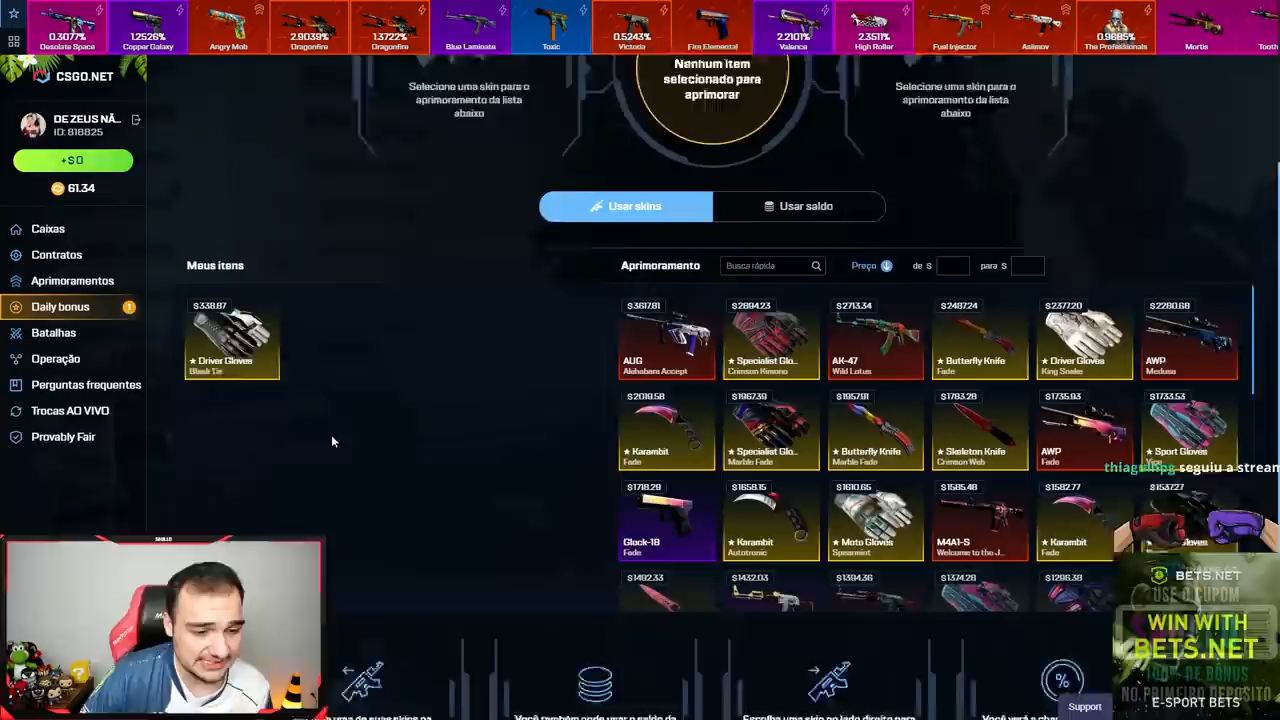 0.3077%
Desolate Space
1.2526%
Copper Galaxy
Angry Mob
2.9039%
Dragonfire
1.3722%
Dragonfire
Blue Laminate
Toxic
0.5243%
Victoria
Fire Elemental
2.2101%
Valence
2.3511%
High Roller
Fuel Injector
Asiimov
0.9685%
The Professionals
Mortis
Tooth
CSGO.NET
DE ZEUS NÃ...
ID: 818825
+$0
61.34
Caixas
Contratos
Aprimoramentos
Daily bonus
1
Batalhas
Operação
Perguntas frequentes
Trocas AO VIVO
Provably Fair
Selecione uma skin para o
aprimoramento da lista
abaixo
Nenhum item
selecionado para
aprimorar
Selecione uma skin para o
aprimoramento da lista
abaixo
Usar skins
Usar saldo
Meus itens
$338.87
★ Driver Gloves
Black Tie
Aprimoramento
Busca rápida
Preço
de $
para $
$3617.81
AUG
Akihabara Accept
$2894.23
★ Specialist Glo...
Crimson Kimono
$2713.34
AK-47
Wild Lotus
$2487.24
★ Butterfly Knife
Fade
$2377.20
★ Driver Gloves
King Snake
$2280.68
AWP
Medusa
$2019.58
★ Karambit
Fade
$1967.39
★ Specialist Glo...
Marble Fade
$1957.91
★ Butterfly Knife
Marble Fade
$1783.28
★ Skeleton Knife
Crimson Web
$1735.93
AWP
Fade
$1733.53
★ Sport Gloves
Vice
thiagulhpg seguiu a stream
$1718.29
Glock-18
Fade
$1658.15
★ Karambit
Autotronic
$1610.65
★ Moto Gloves
Spearmint
$1585.48
M4A1-S
Welcome to the J...
$1582.77
★ Karambit
Fade
$1537.27
$1492.33
$1432.03
$1394.36
$1374.28
$1296.38
SKILLO
BETS.NET
USE O CUPOM
WIN WITH
BETS.NET
100% DE BÔNUS
NO PRIMEIRO DEPÓSITO
E-SPORT BETS
Support
%